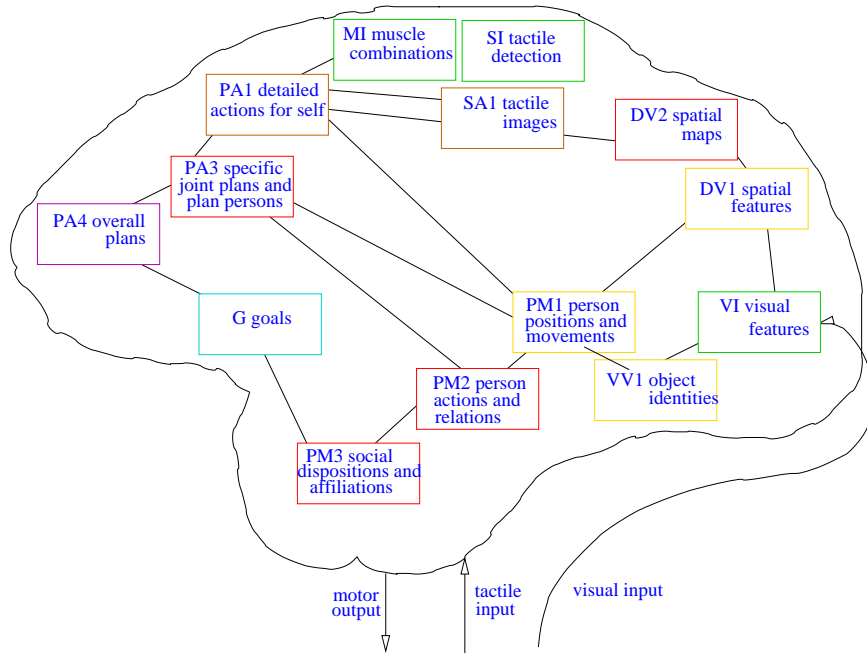 MI muscle
combinations
SI tactile
detection
PA1 detailed
actions for self
SA1 tactile
images
DV2 spatial
maps
PA3 specific
joint plans and
plan persons
DV1 spatial
features
PA4 overall
plans
G goals
PM1 person
positions and
movements
VI visual
features
VV1 object
identities
PM2 person
actions and
relations
PM3 social
dispositions and
affiliations
motor
output
tactile
input
visual input